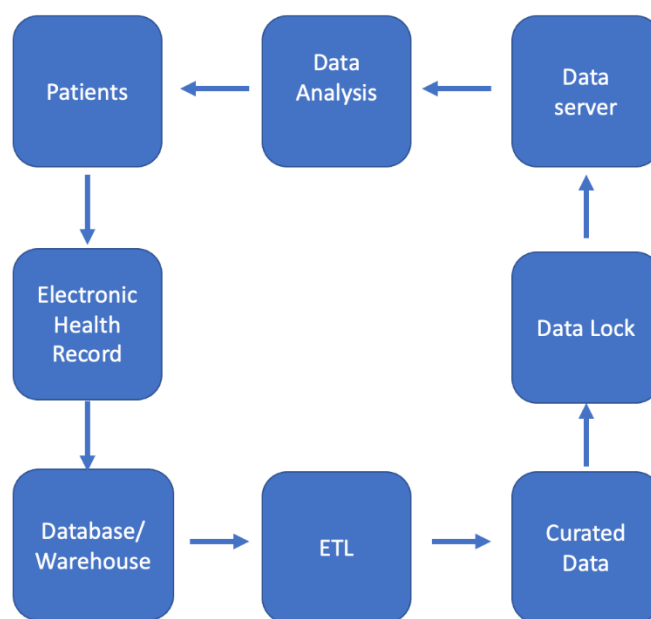 Patients
Data
Analysis
Data
server
Electronic
Health
Record
Data Lock
Database/
Warehouse
ETL
Curated
Data